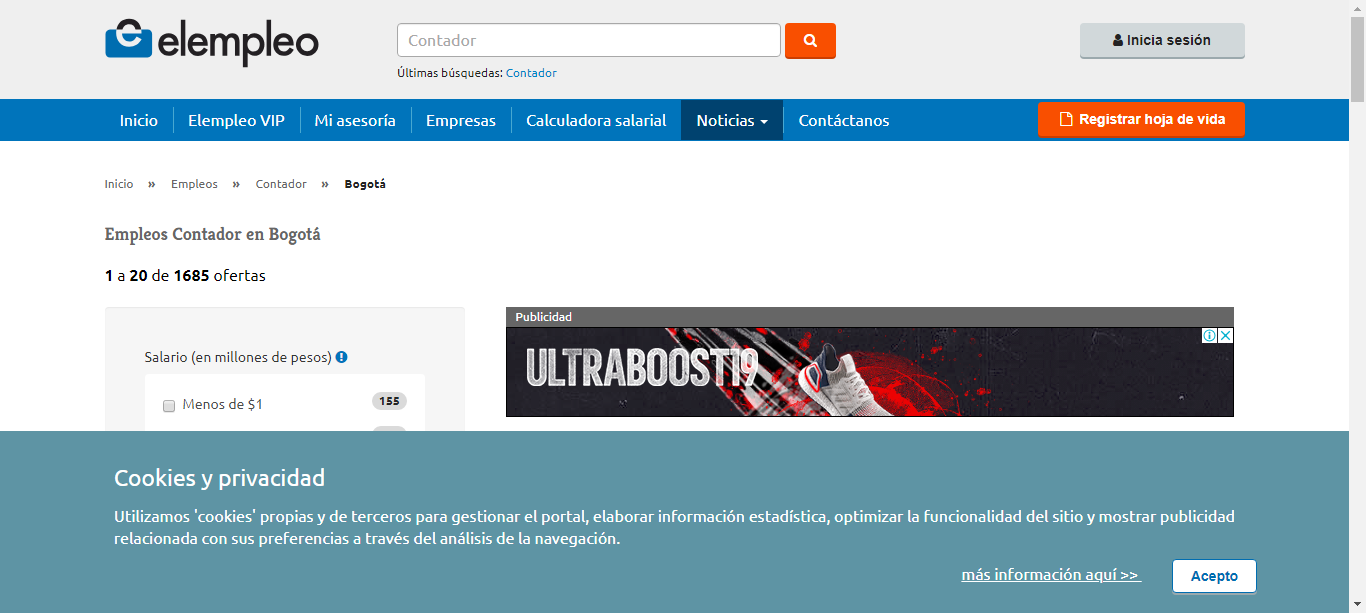 elempleo
Contador
Inicia sesión
Últimas búsquedas: Contador
Inicio Elempleo VIP Mi asesoría Empresas Calculadora salarial Noticias Contáctanos Registrar hoja de vida
Inicio » Empleos » Contador » Bogotá
Empleos Contador en Bogotá
1 a 20 de 1685 ofertas
Publicidad
ULTRABOOST19
Salario (en millones de pesos)
Menos de $1 155
Cookies y privacidad
Utilizamos 'cookies' propias y de terceros para gestionar el portal, elaborar información estadística, optimizar la funcionalidad del sitio y mostrar publicidad
relacionada con sus preferencias a través del análisis de la navegación.
más información aquí >> Acepto